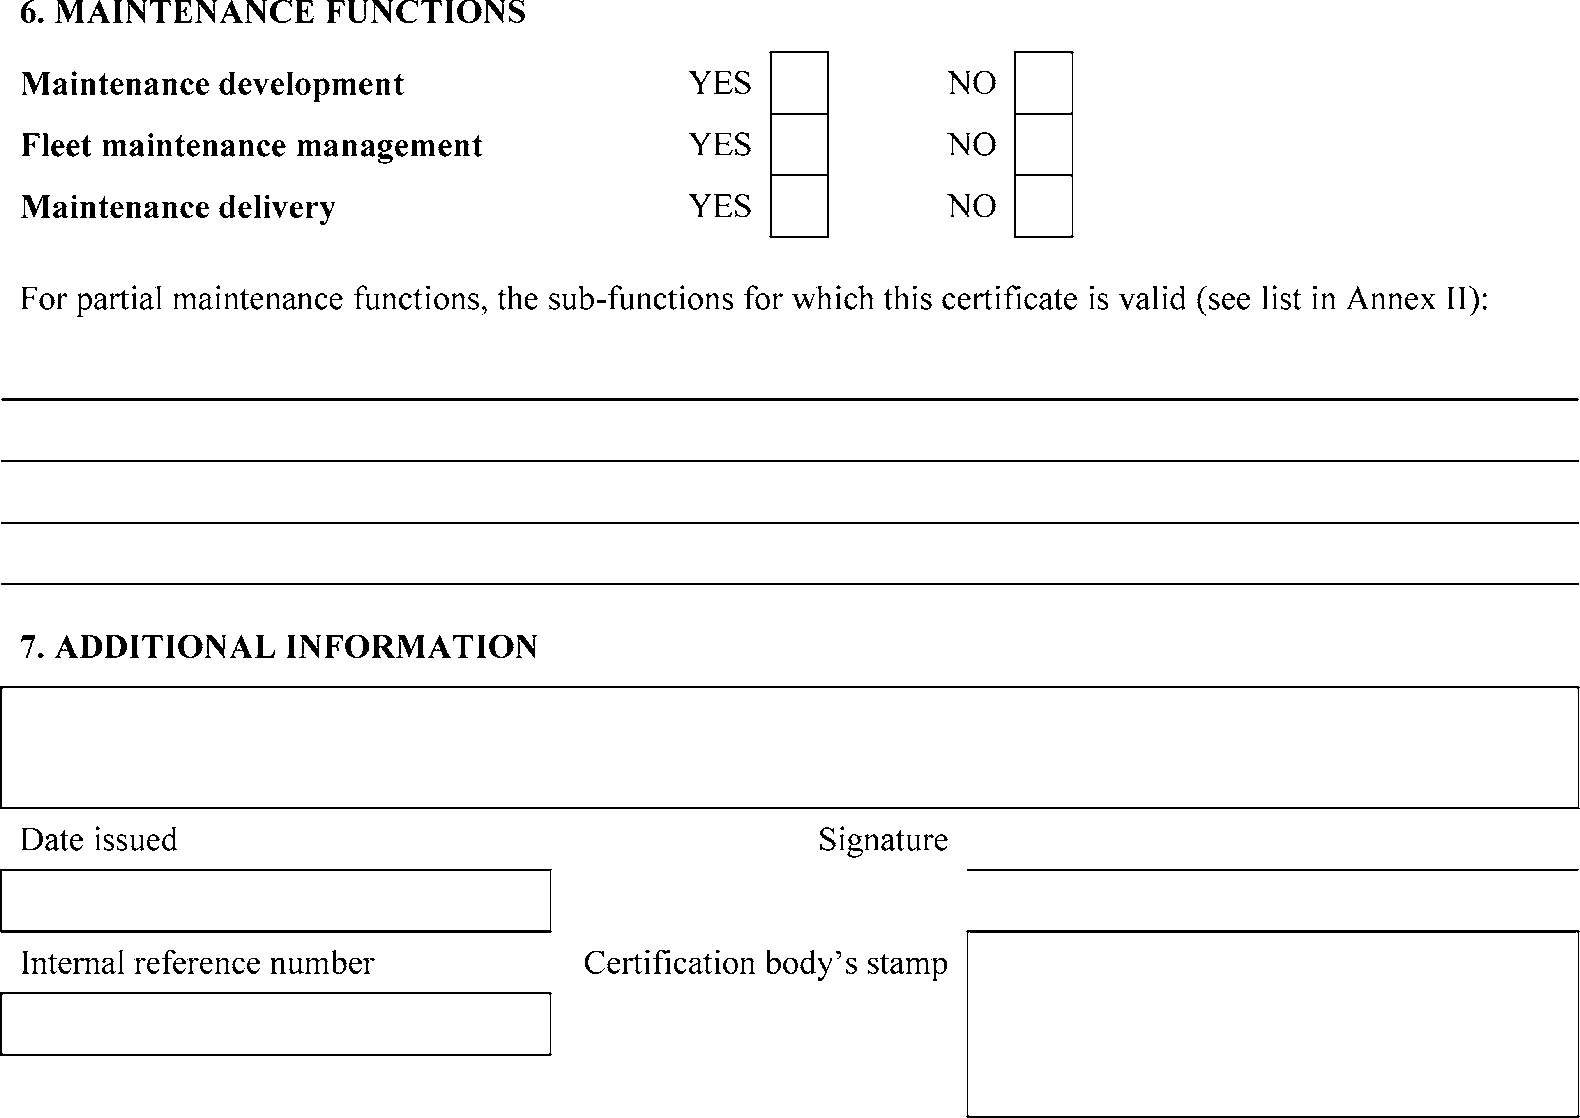 6. MAINTENANCE FUNCTIONS
Maintenance development YES NO
Fleet maintenance management YES NO
Maintenance delivery YES NO
For partial maintenance functions, the sub-functions for which this certificate is valid (see list in Annex II):
7. ADDITIONAL INFORMATION
Date issued Signature
Internal reference number Certification body’s stamp